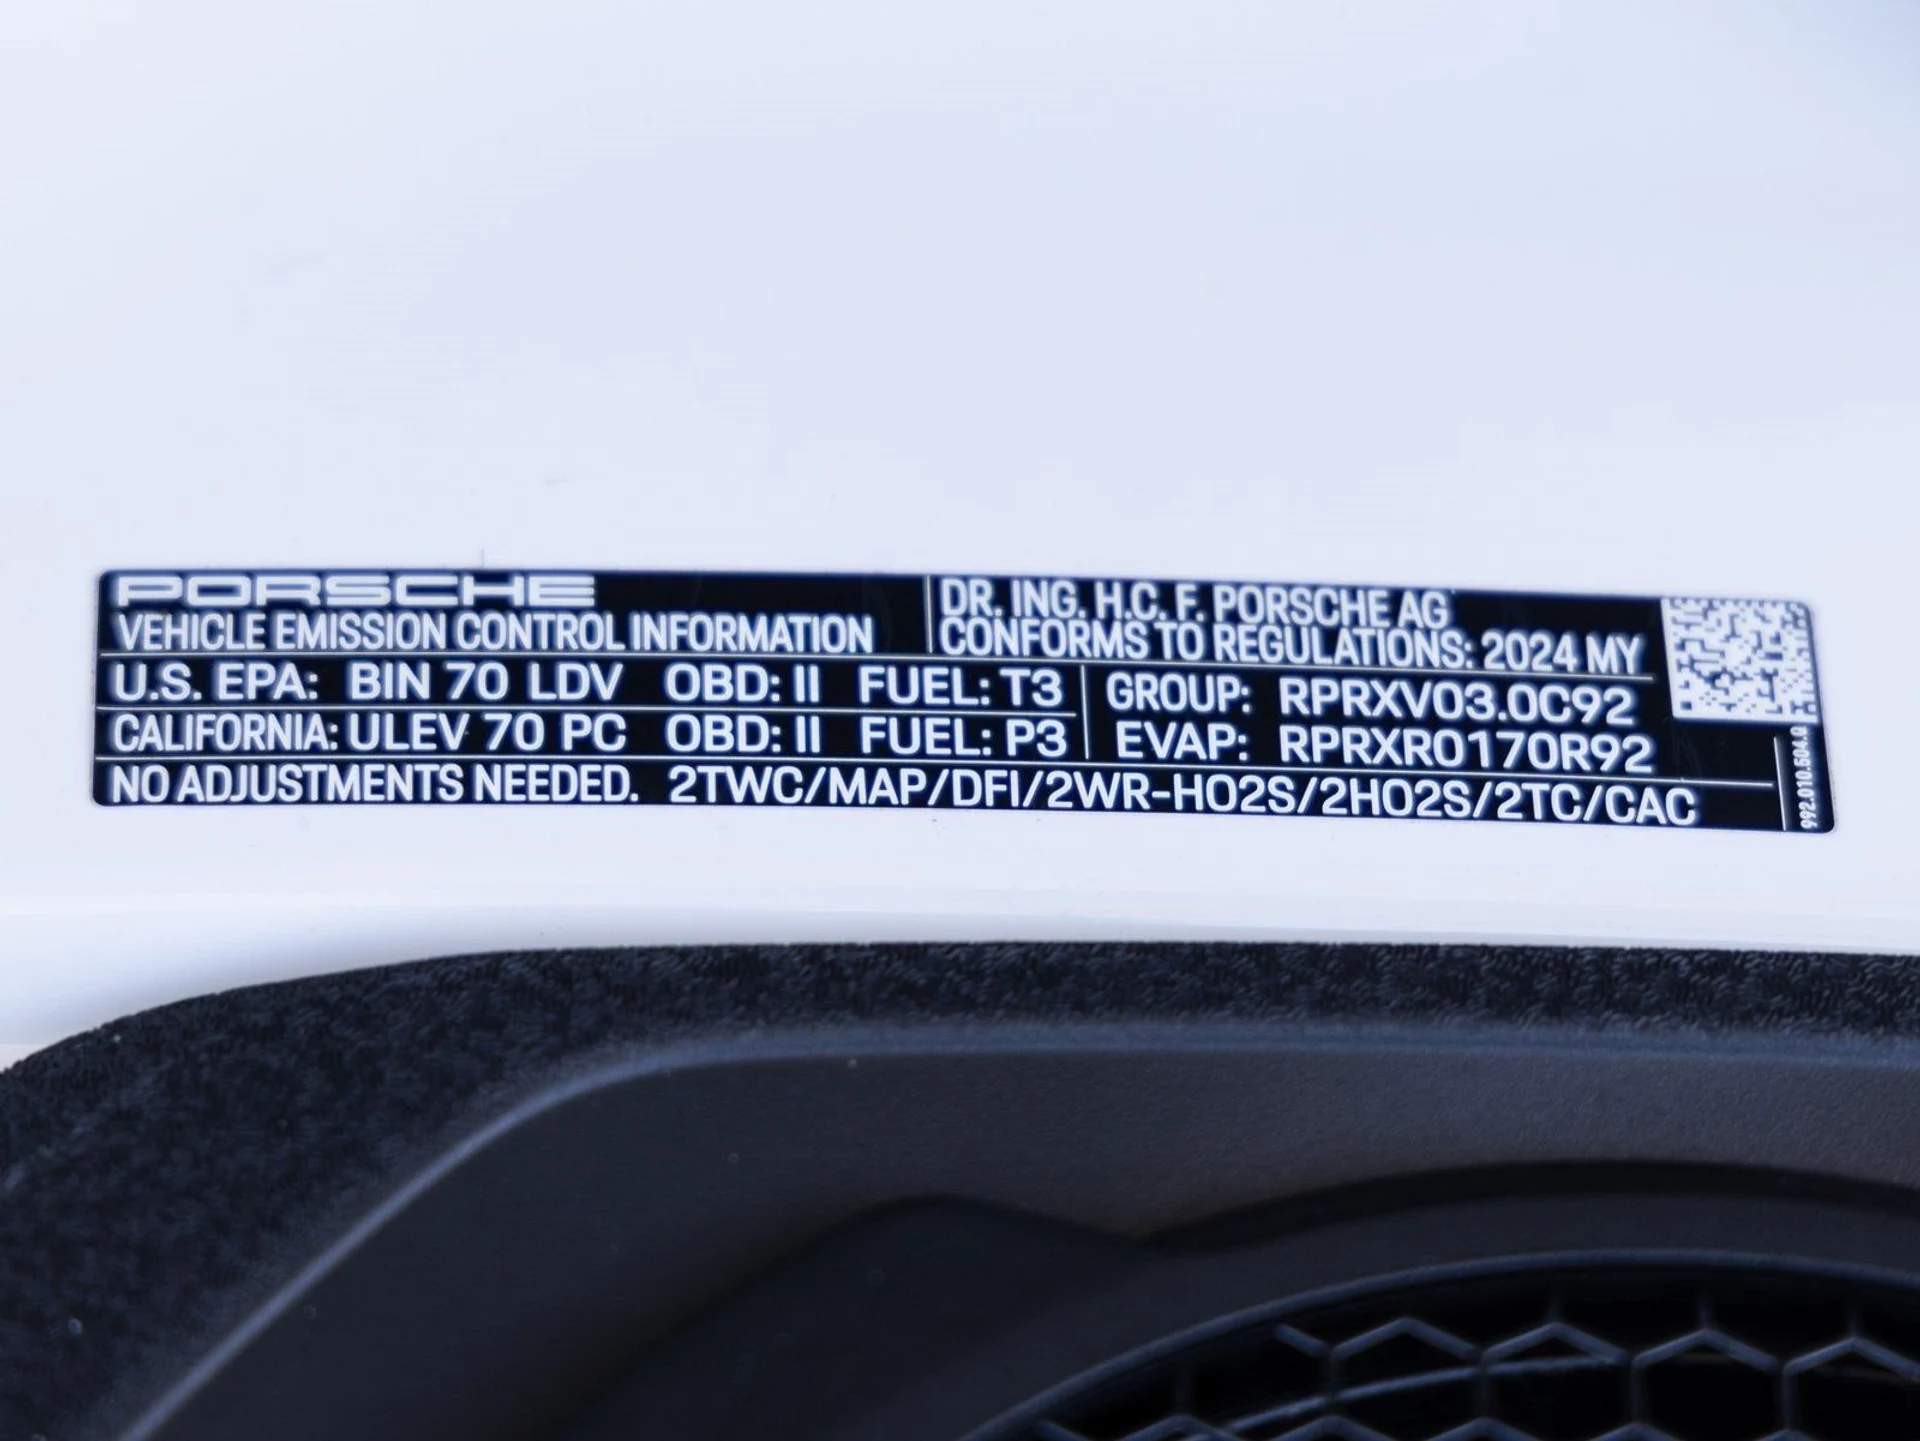 PORSCHE
VEHICLE EMISSION CONTROL INFORMATION
DR. ING. H.C. F. PORSCHE AG
CONFORMS TO REGULATIONS: 2024 MY
U.S. EPA: BIN 70 LDV OBD: II FUEL: T3
CALIFORNIA: ULEV 70 PC OBD: II FUEL: P3
GROUP: RPRXV03.0C92
EVAP: RPRXR0170R92
NO ADJUSTMENTS NEEDED. 2TWC/MAP/DFI/2WR-HO2S/2HO2S/2TC/CAC
992.010.504.Q